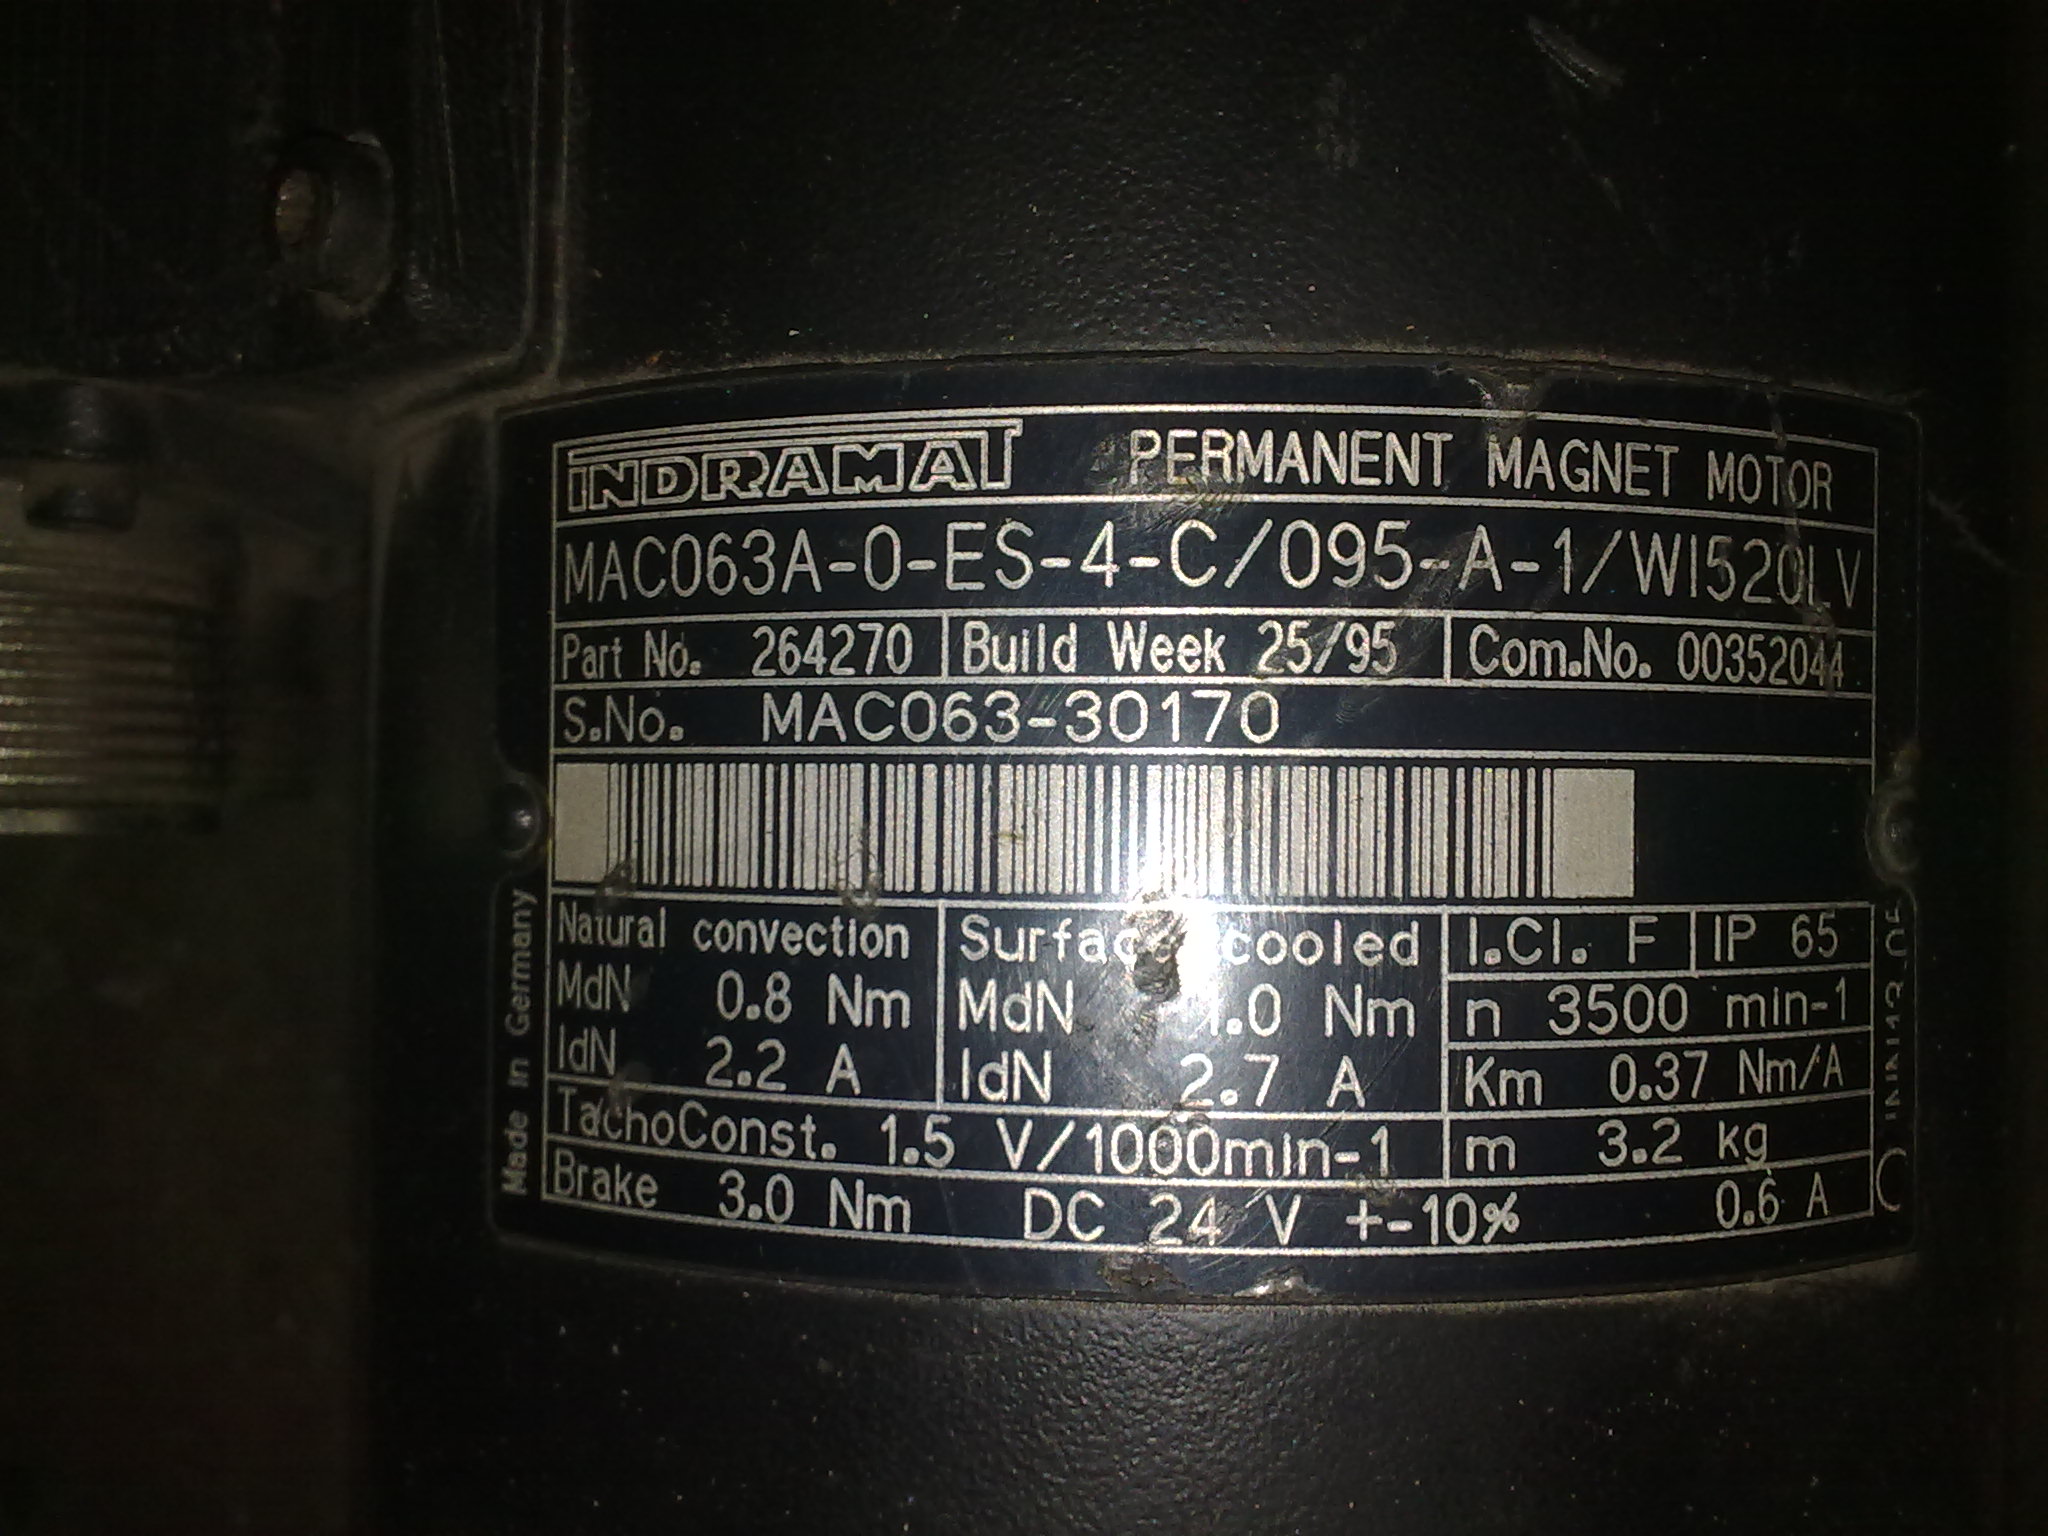 INDRAMAT PERMANENT MAGNET MOTOR
MAC063A-0-ES-4-C/095-A-1/WI520LV
Part No. 264270 Build Week 25/95 Com.No. 00352044
S.No. MAC063-30170
Natural convection Surface cooled I.Cl. F IP 65
MdN 0.8 Nm MdN 1.0 Nm n 3500 min-1
IdN 2.2 A IdN 2.7 A Km 0.37 Nm/A
TachoConst. 1.5 V/1000min-1 m 3.2 kg
Brake 3.0 Nm DC 24 V +-10% 0.6 A
Made in Germany